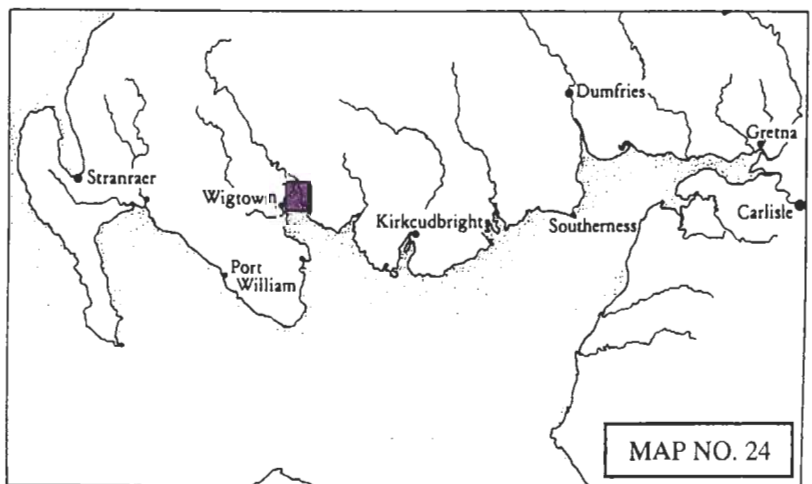 Dumfries
Gretna
Stranraer
Wigtown
Carlisle
Kirkcudbright
Southerness
Port
William
MAP NO. 24